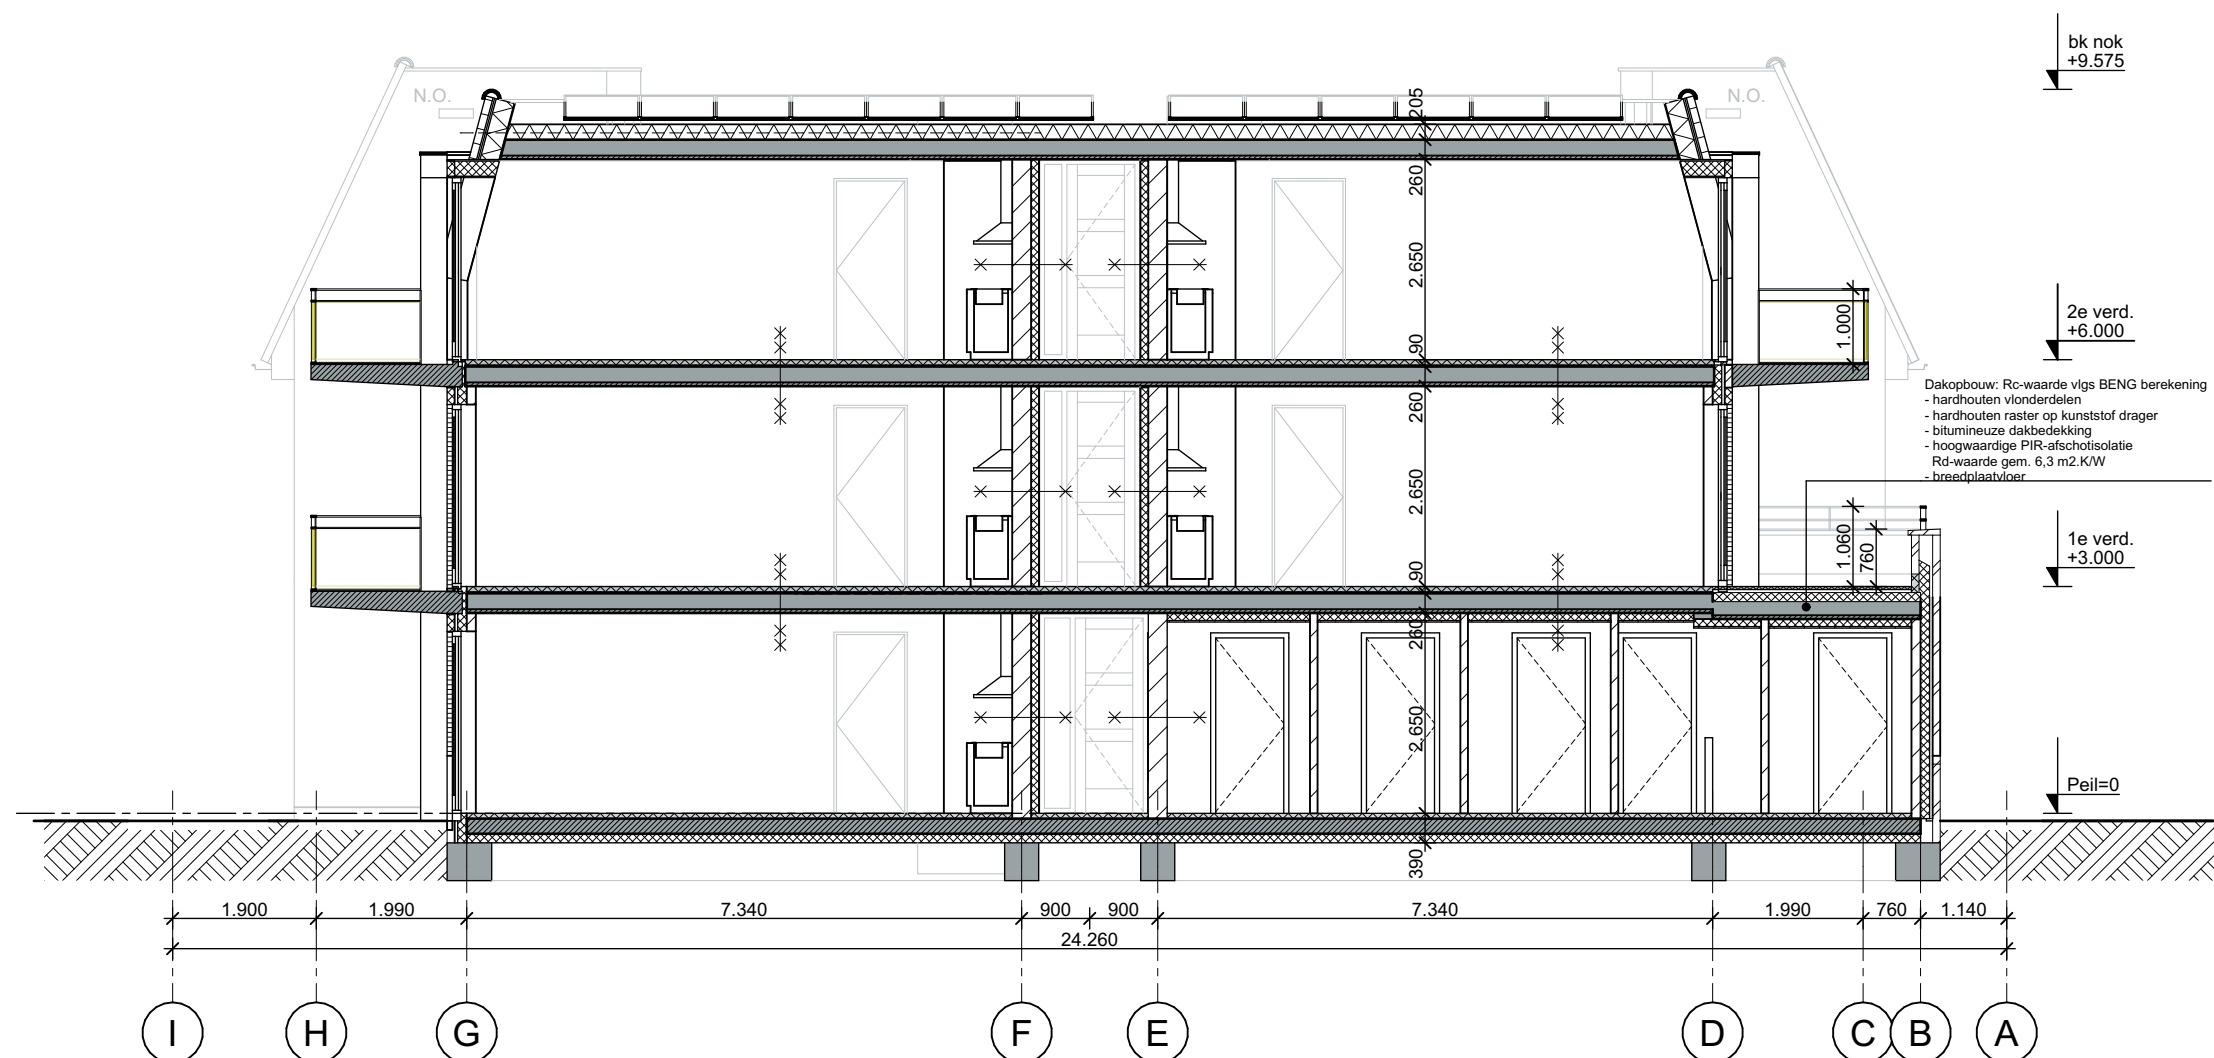 bk nok
+9.575
N.O.
N.O.
205
260
2.650
1.000
2e verd.
+6.000
90
Dakopbouw: Rc-waarde vlgs BENG berekening
- hardhouten vlonderdelen
- hardhouten raster op kunststof drager
- bitumineuze dakbedekking
- hoogwaardige PIR-afschotisolatie
Rd-waarde gem. 6,3 m2.K/W
- breedplaatvloer
260
2.650
1.060
760
1e verd.
+3.000
90
260
2.650
Peil=0
390
1.900 1.990 7.340 900 900 7.340 1.990 760 1.140
24.260
I H G F E D C B A